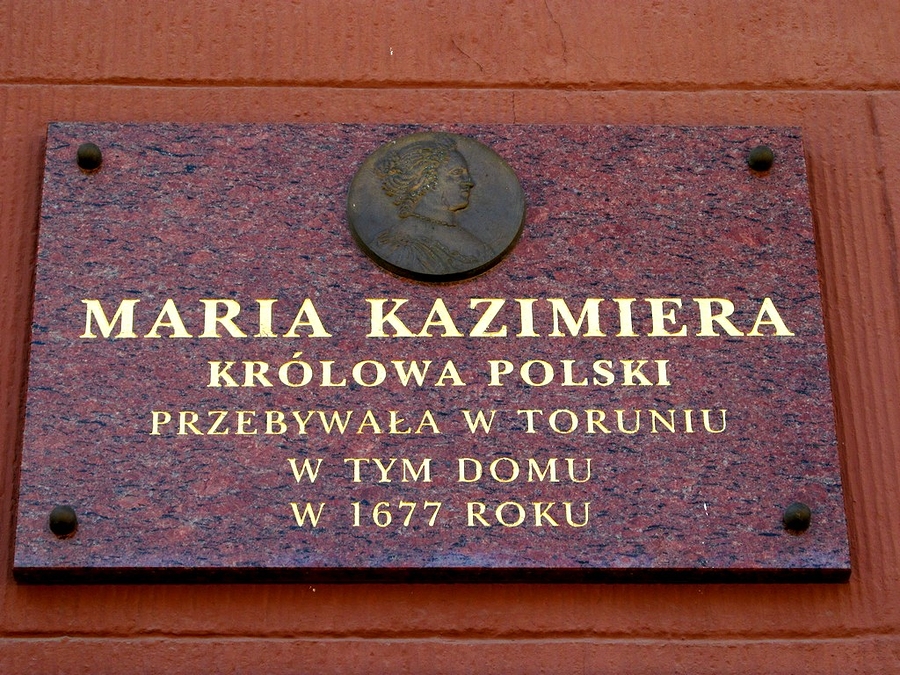 MARIA KAZIMIERA
KRÓLOWA POLSKI
PRZEBYWAŁA W TORUNIU
W TYM DOMU
W 1677 ROKU